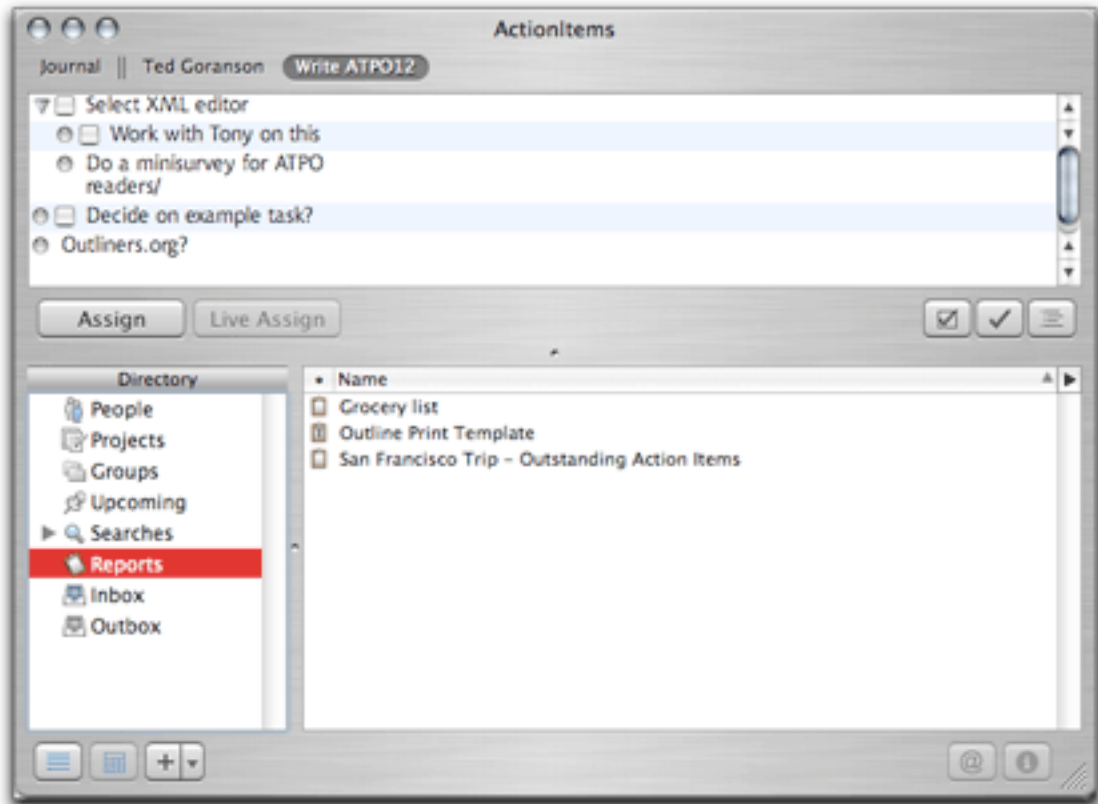 ActionItems
Journal || Ted Goranson Write ATPO12
Select XML editor
Work with Tony on this
Do a minisurvey for ATPO
readers/
Decide on example task?
Outliners.org?
Assign Live Assign
Directory
People
Projects
Groups
Upcoming
Searches
Reports
Inbox
Outbox
Name
Grocery list
Outline Print Template
San Francisco Trip – Outstanding Action Items